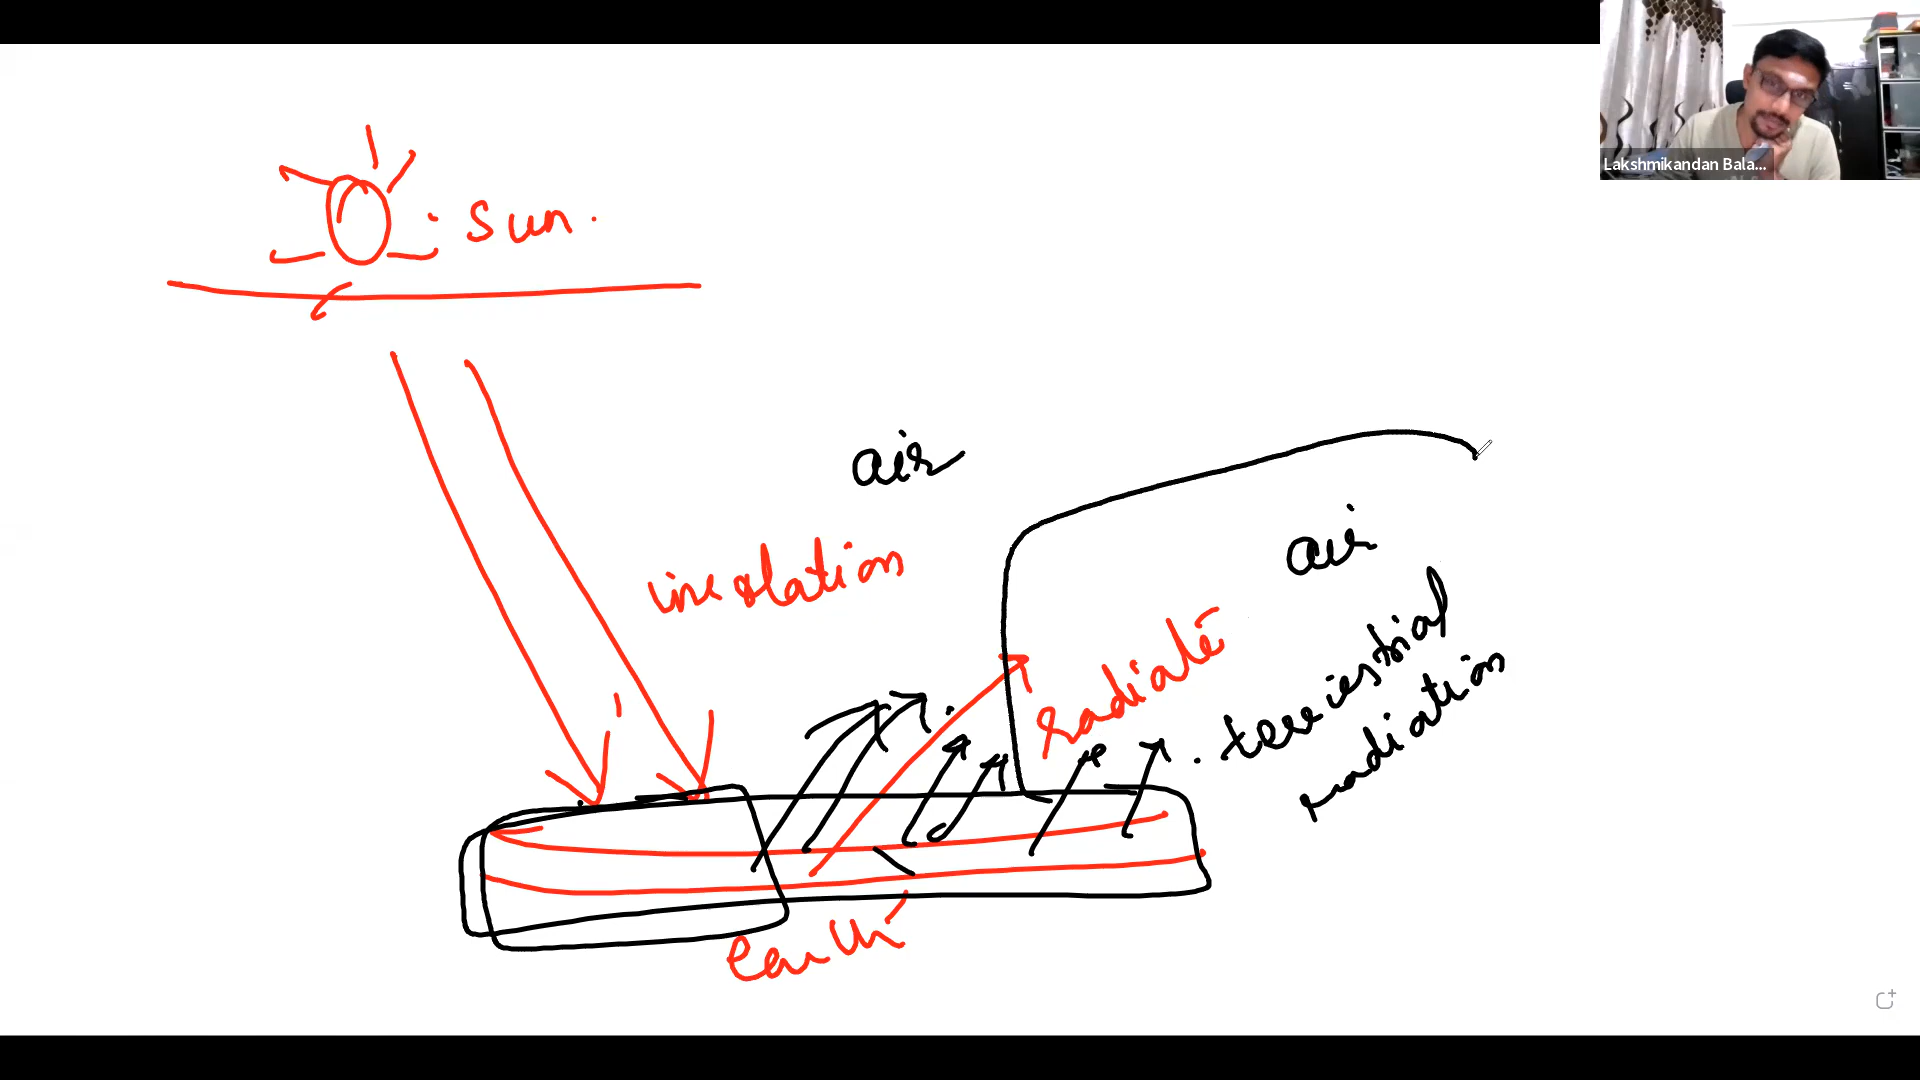 Lakshmikandan Bala...
: Sun.
air
air
insolation
radiate
terrestrial
radiation
Earth